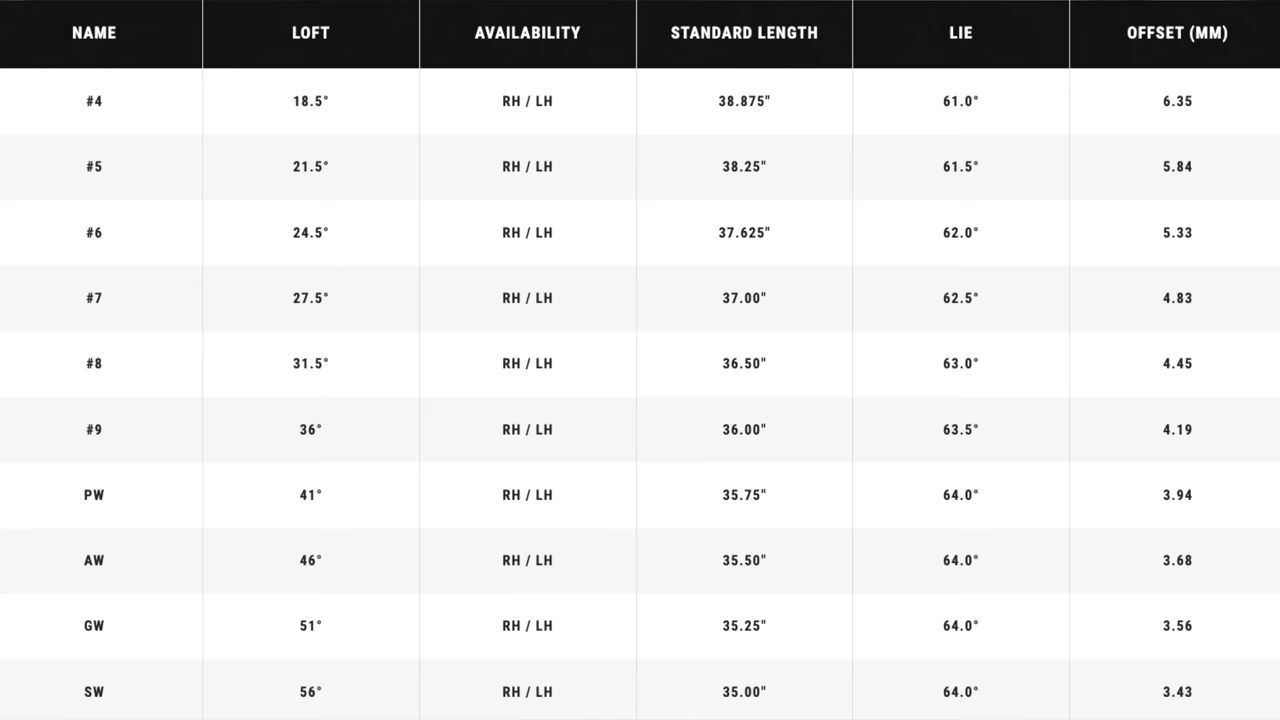 NAME LOFT AVAILABILITY STANDARD LENGTH LIE OFFSET (MM)
#4 18.5° RH / LH 38.875" 61.0° 6.35
#5 21.5° RH / LH 38.25" 61.5° 5.84
#6 24.5° RH / LH 37.625" 62.0° 5.33
#7 27.5° RH / LH 37.00" 62.5° 4.83
#8 31.5° RH / LH 36.50" 63.0° 4.45
#9 36° RH / LH 36.00" 63.5° 4.19
PW 41° RH / LH 35.75" 64.0° 3.94
AW 46° RH / LH 35.50" 64.0° 3.68
GW 51° RH / LH 35.25" 64.0° 3.56
SW 56° RH / LH 35.00" 64.0° 3.43